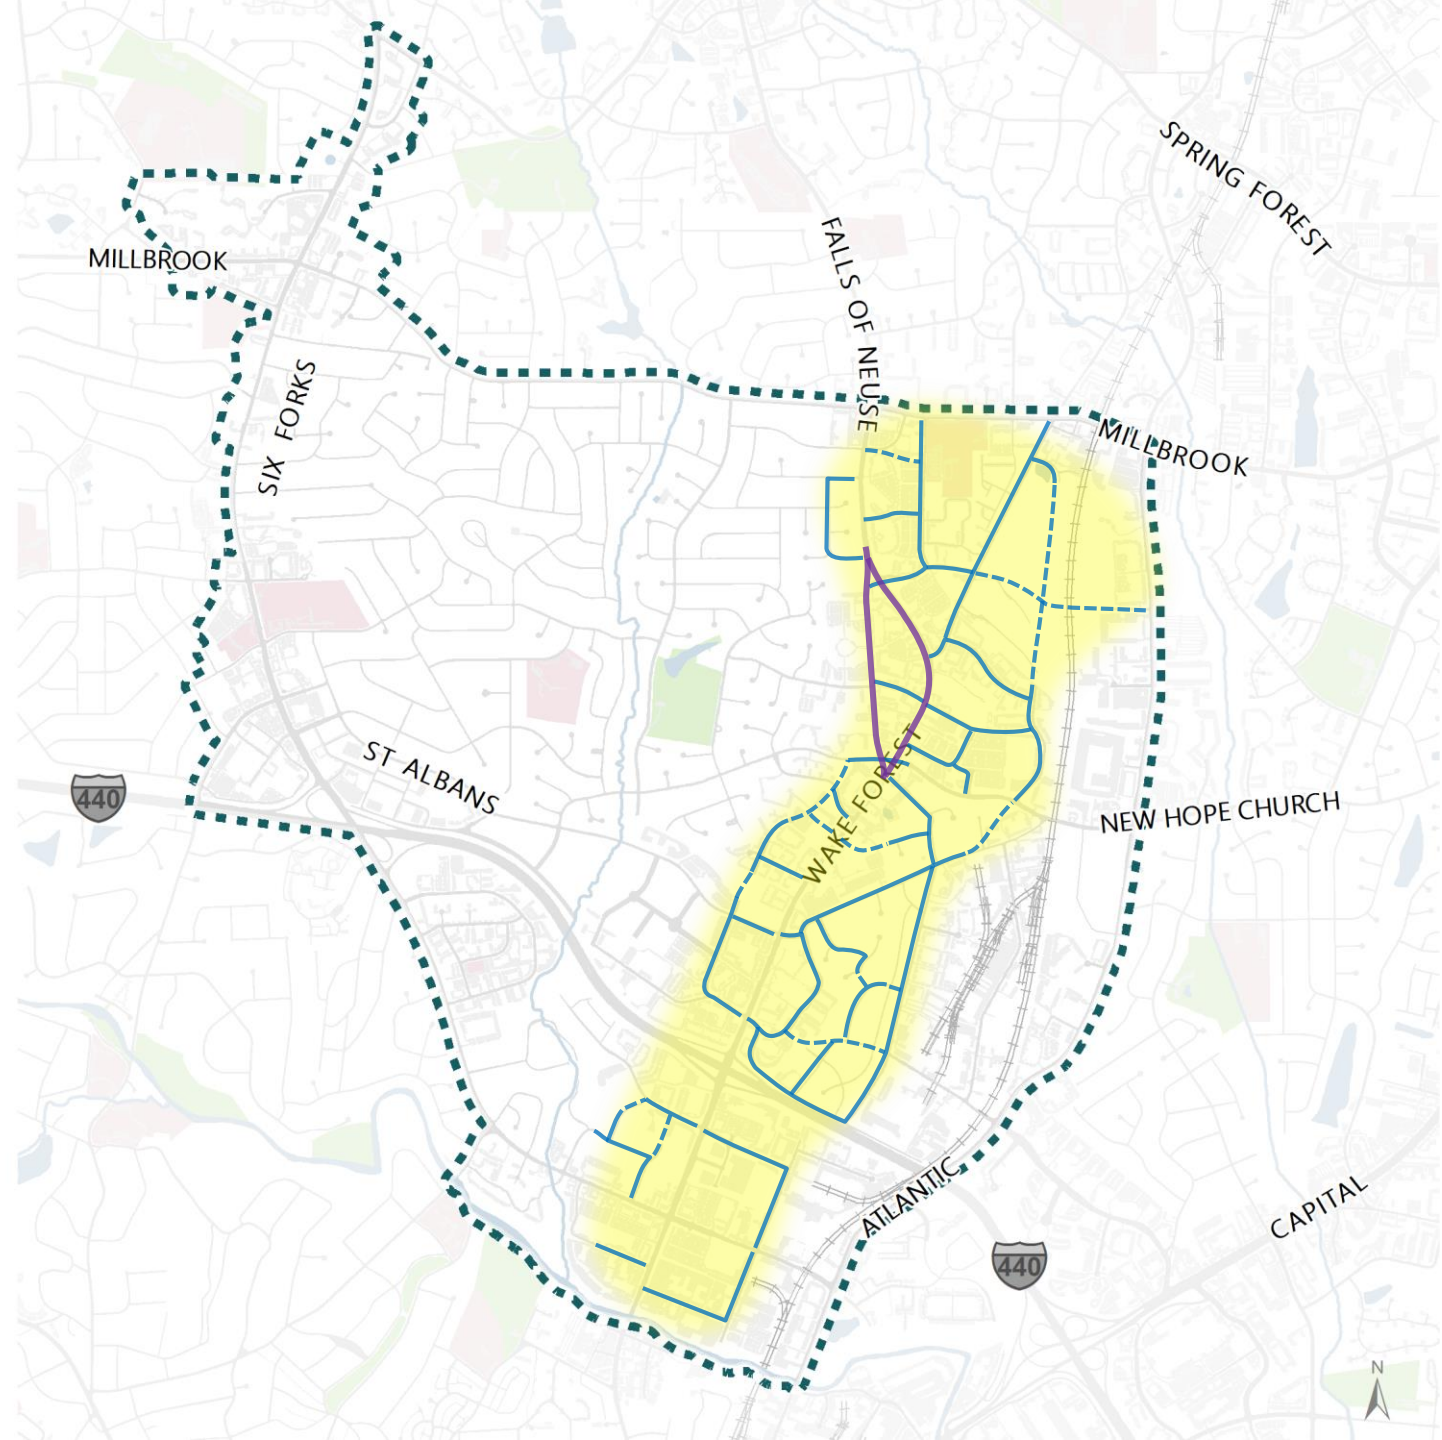 SPRING FOREST
FALLS OF NEUSE
MILLBROOK
SIX FORKS
MILLBROOK
ST ALBANS
WAKE FOREST
440
NEW HOPE CHURCH
ATLANTIC
CAPITAL
440
N